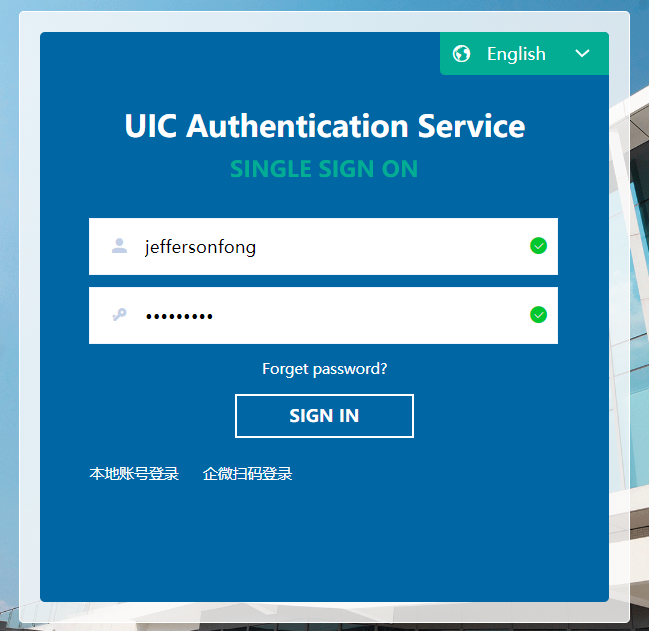 English
UIC Authentication Service
SINGLE SIGN ON
jeffersonfong
•••••••••
Forget password?
SIGN IN
本地账号登录 企微扫码登录